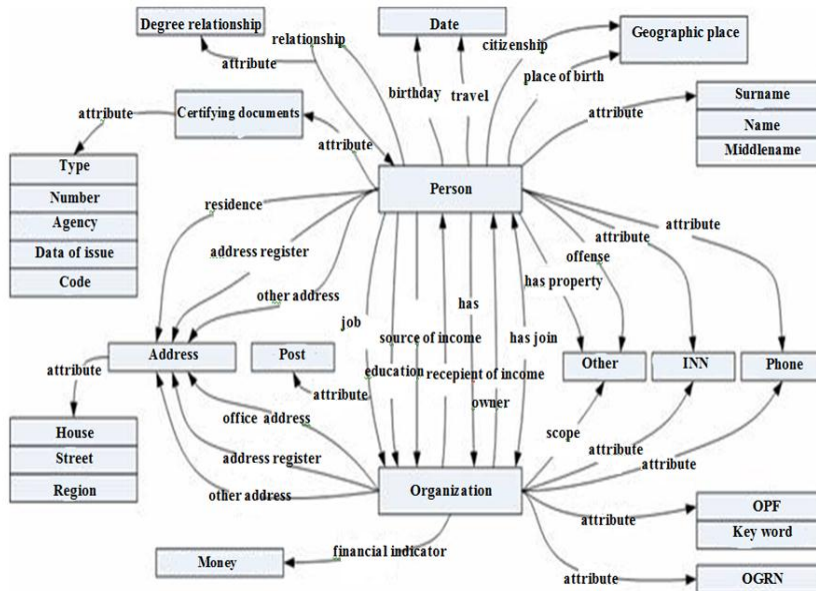 Degree relationship
relationship
Date
citizenship
Geographic place
attribute
birthday
travel
place of birth
Surname
attribute
Name
Middlename
attribute
Certifying documents
attribute
Type
Number
Agency
Data of issue
Code
Person
residence
address register
other address
attribute
attribute
offense
has property
job
source of income
has
has join
education
recepient of income
owner
Address
Post
attribute
attribute
Other
INN
Phone
House
Street
Region
office address
address register
other address
scope
attribute
attribute
Organization
OPF
attribute
Key word
Money
financial indicator
attribute
OGRN